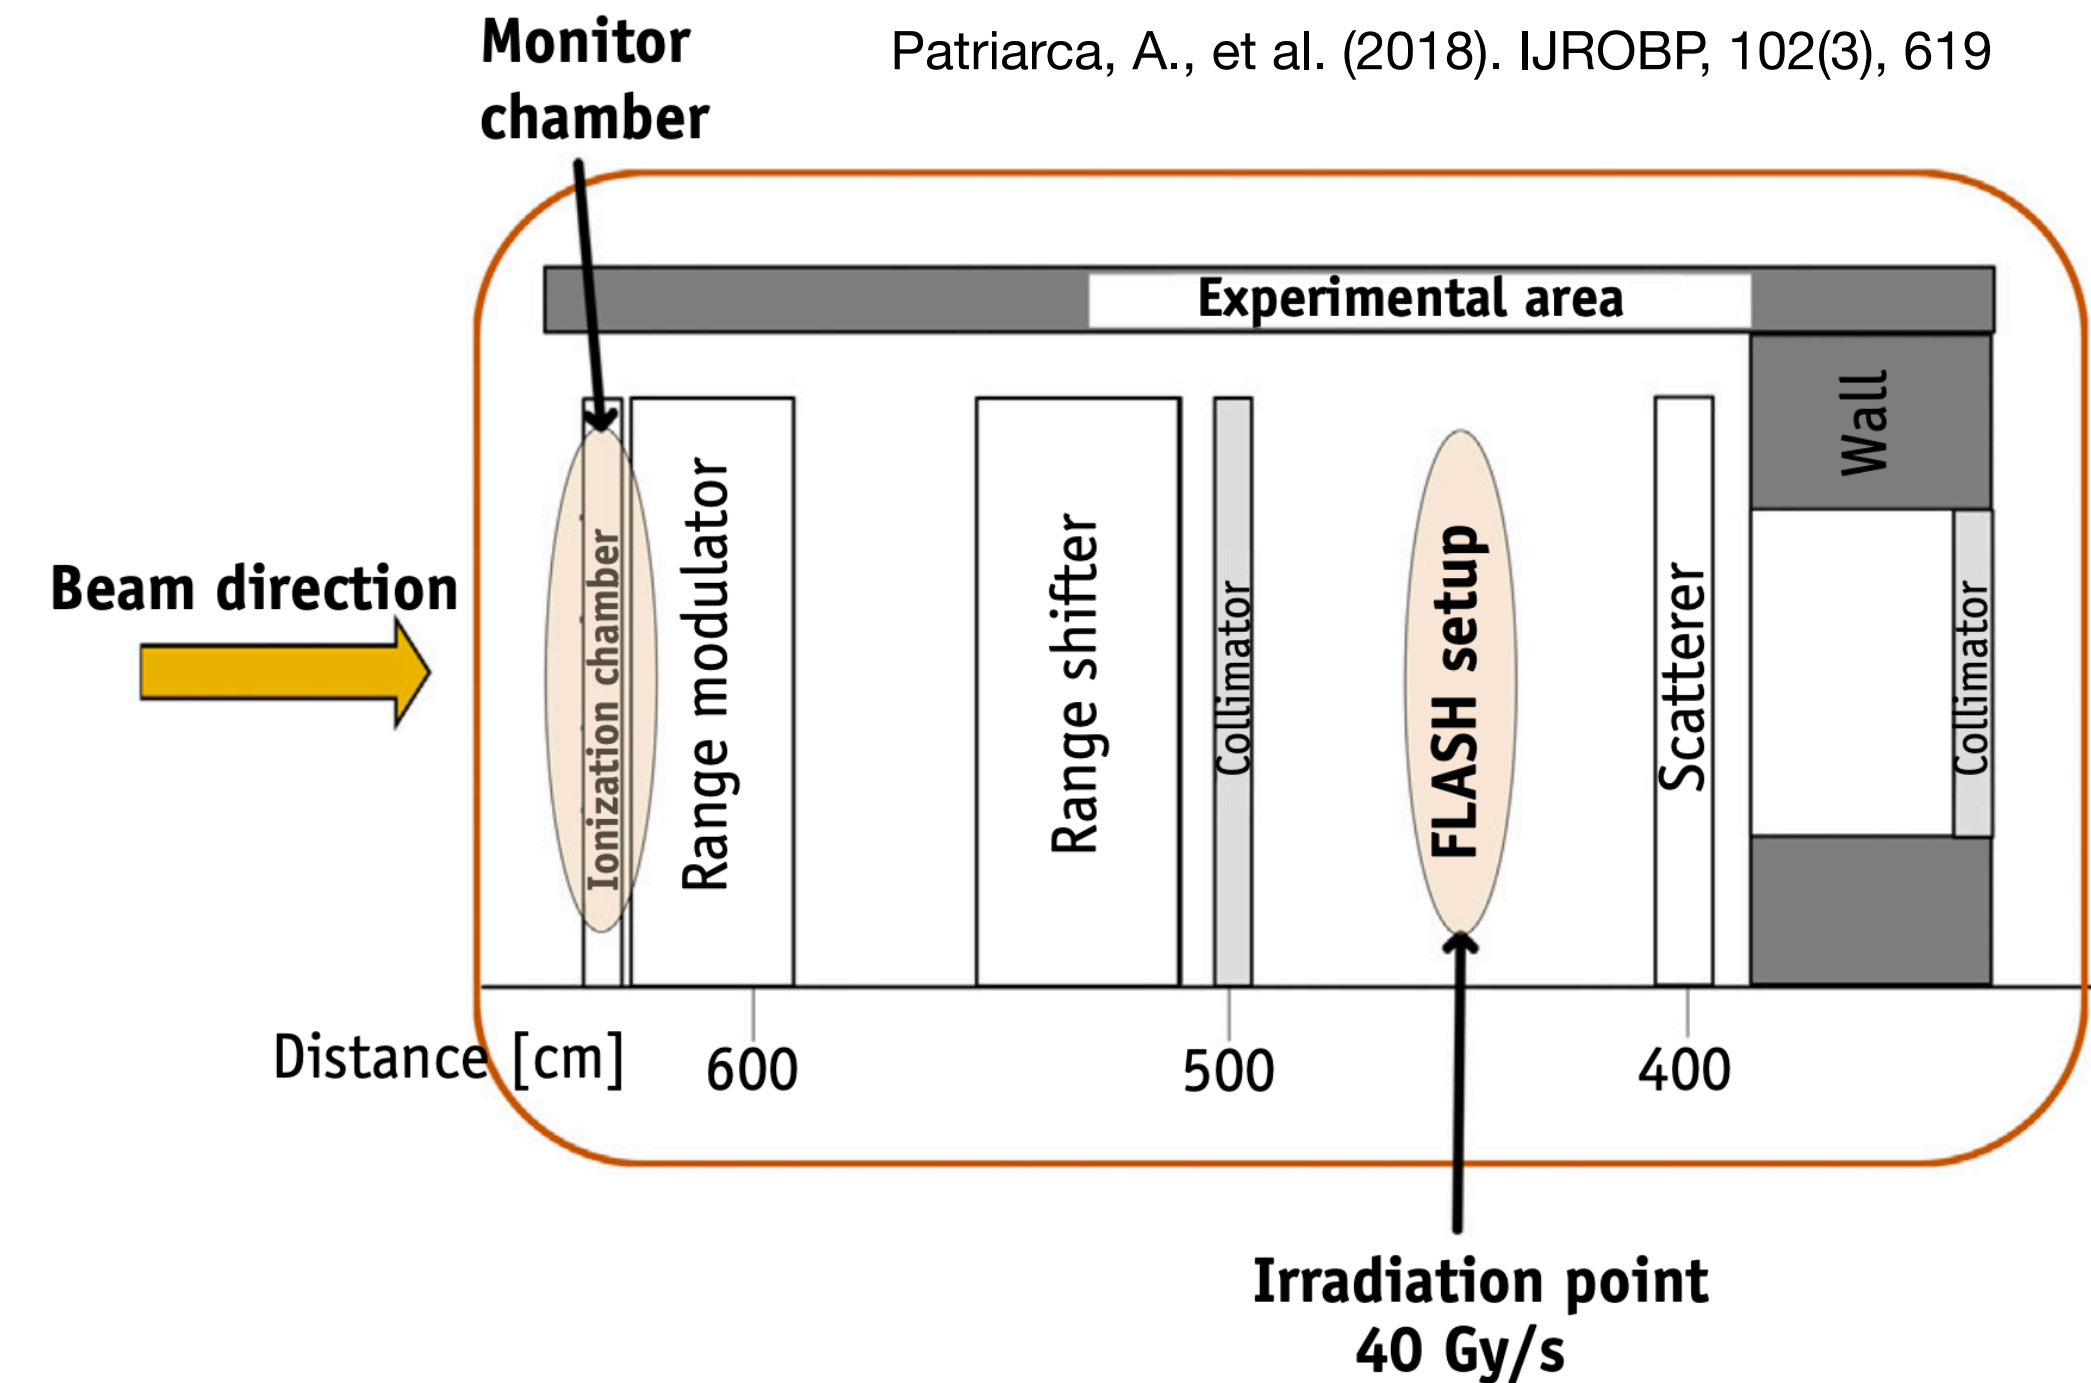 Monitor
chamber
Patriarca, A., et al. (2018). IJROBP, 102(3), 619
Experimental area
Wall
Beam direction
Ionization chamber
Range modulator
Range shifter
Collimator
FLASH setup
Scatterer
Collimator
Distance [cm]
600
500
400
Irradiation point
40 Gy/s